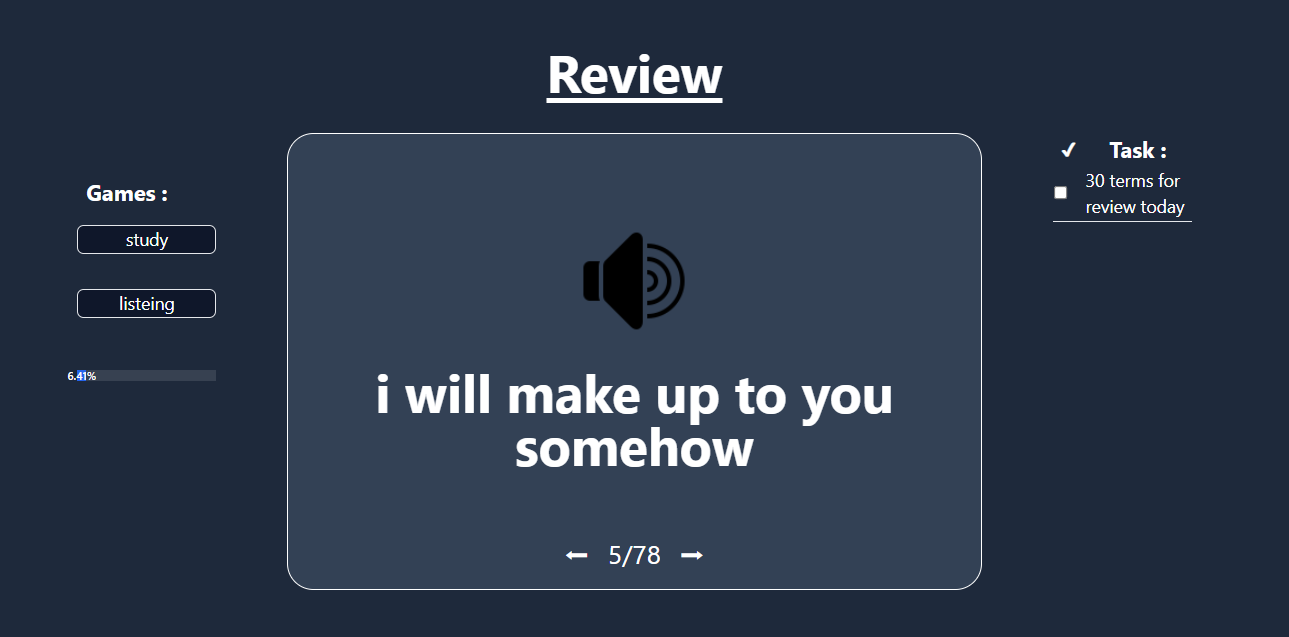 Review
Games :
study
listeing
6.41%
i will make up to you
somehow
5/78
Task :
30 terms for
review today